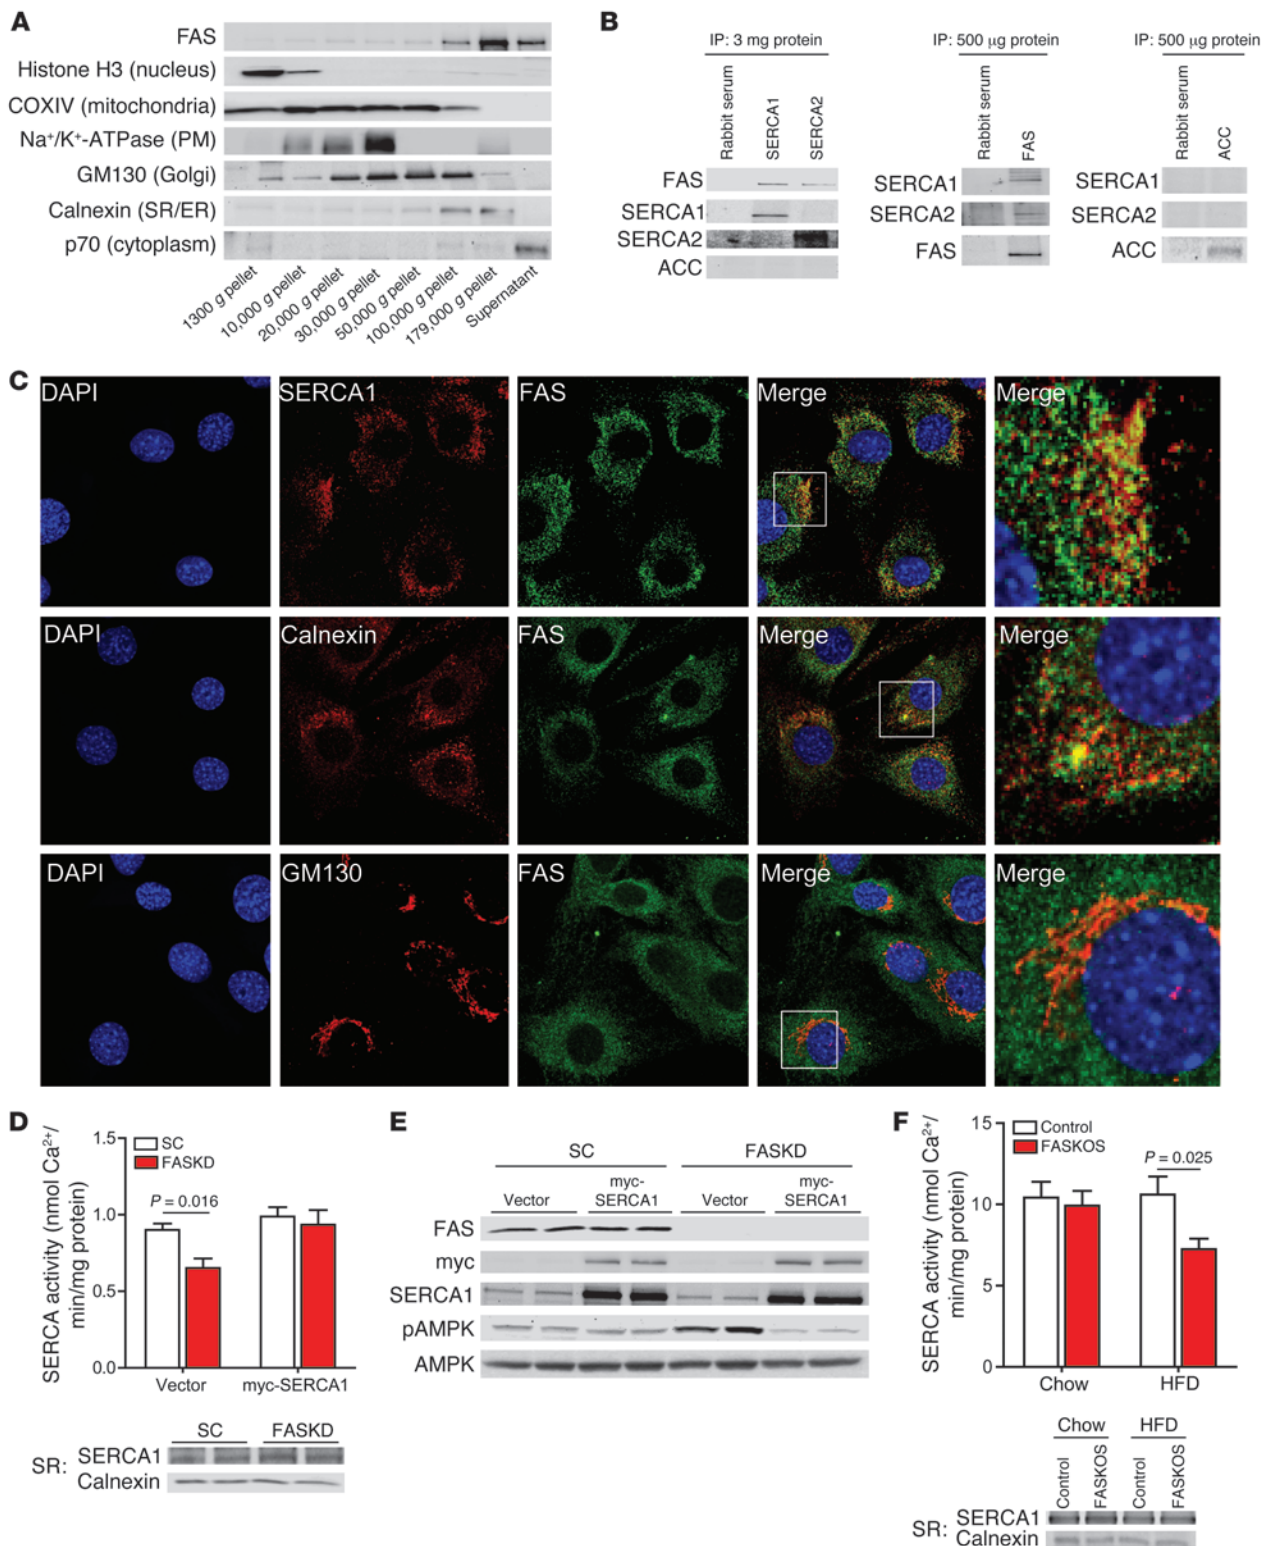 A
FAS
Histone H3 (nucleus)
COXIV (mitochondria)
Na⁺/K⁺-ATPase (PM)
GM130 (Golgi)
Calnexin (SR/ER)
p70 (cytoplasm)
1300 g pellet
10,000 g pellet
20,000 g pellet
30,000 g pellet
50,000 g pellet
100,000 g pellet
179,000 g pellet
Supernatant
B
IP: 3 mg protein
Rabbit serum
SERCA1
SERCA2
FAS
SERCA1
SERCA2
ACC
IP: 500 μg protein
Rabbit serum
FAS
SERCA1
SERCA2
FAS
IP: 500 μg protein
Rabbit serum
ACC
SERCA1
SERCA2
ACC
C
DAPI
SERCA1
FAS
Merge
Merge
DAPI
Calnexin
FAS
Merge
Merge
DAPI
GM130
FAS
Merge
Merge
D
SERCA activity (nmol Ca²⁺/
min/mg protein)
1.5
1.0
0.5
0.0
SC
FASKD
P = 0.016
Vector
myc-SERCA1
SC
FASKD
SR:
SERCA1
Calnexin
E
SC
FASKD
Vector
myc-
SERCA1
Vector
myc-
SERCA1
FAS
myc
SERCA1
pAMPK
AMPK
F
SERCA activity (nmol Ca²⁺/
min/mg protein)
15
10
5
0
Control
FASKOS
P = 0.025
Chow
HFD
Chow
HFD
Control
FASKOS
Control
FASKOS
SR:
SERCA1
Calnexin